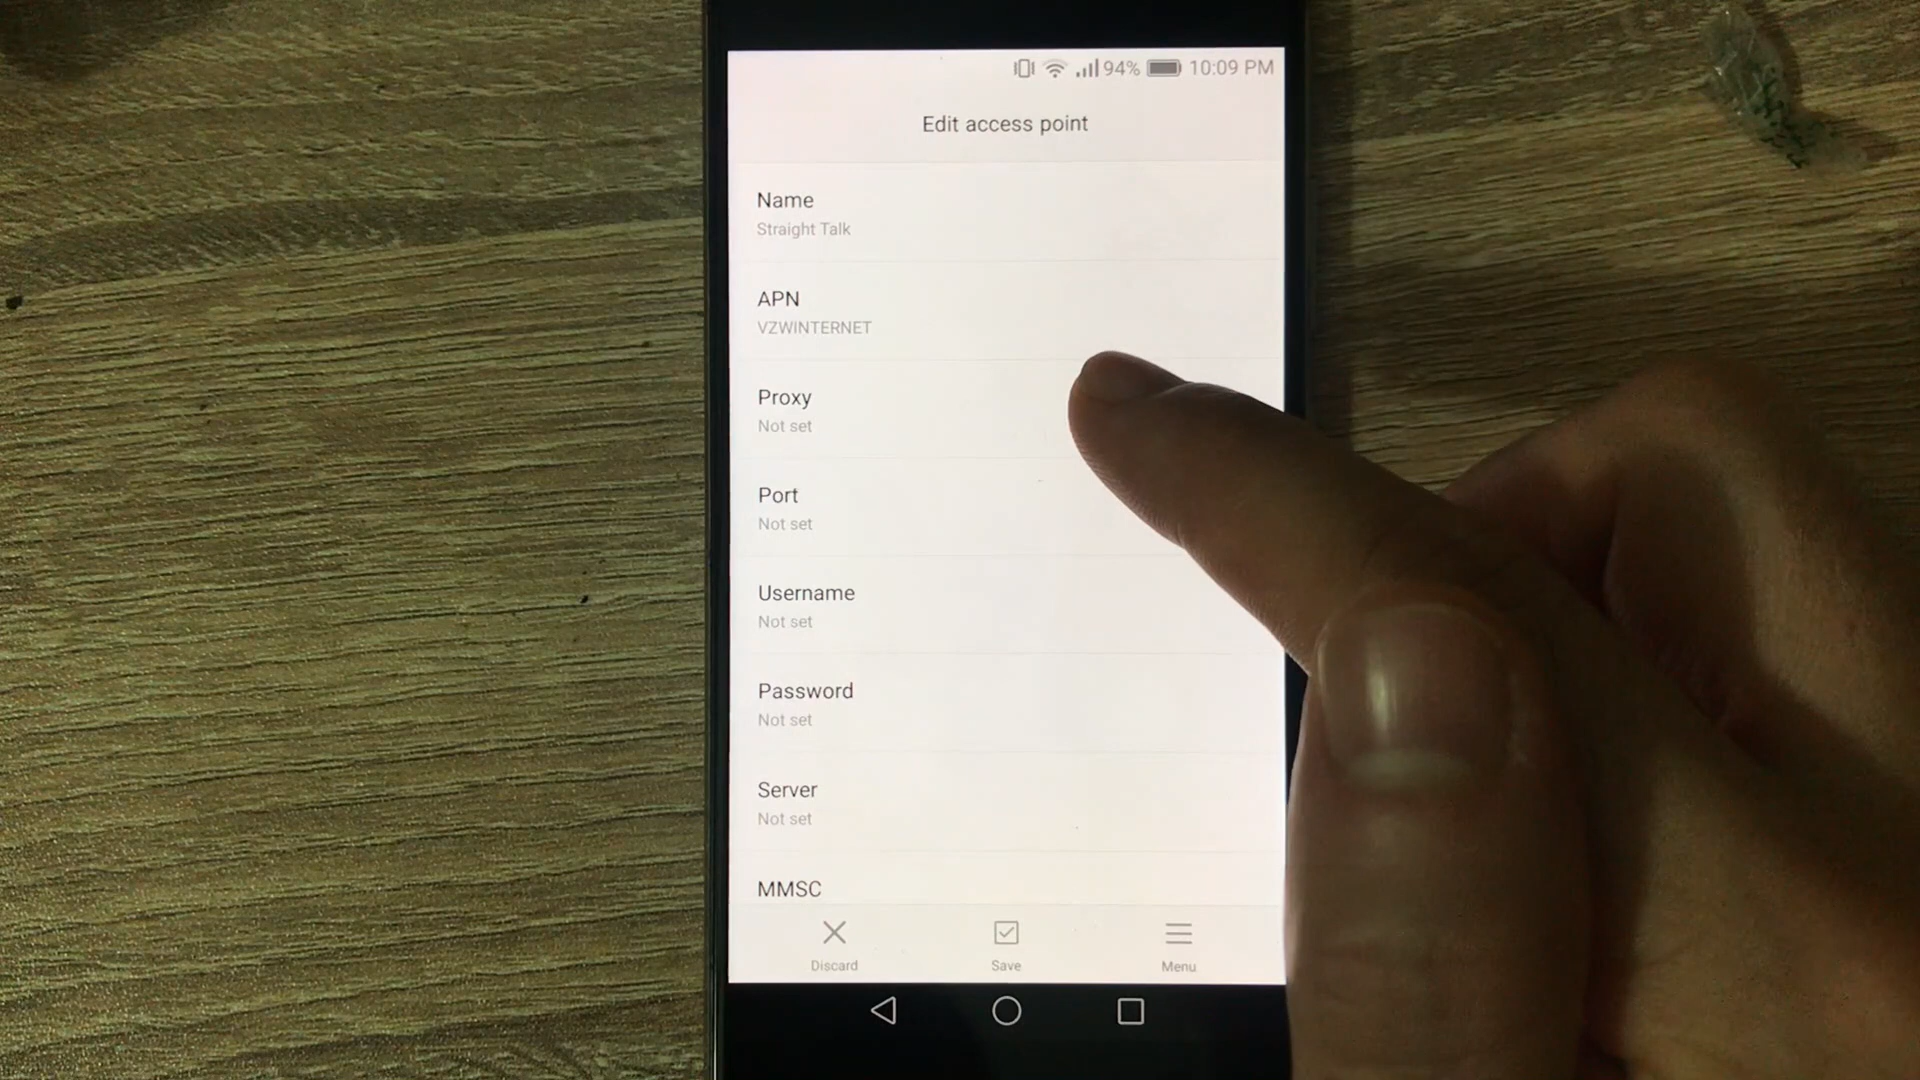 94% 10:09 PM
Edit access point
Name
Straight Talk
APN
VZWINTERNET
Proxy
Not set
Port
Not set
Username
Not set
Password
Not set
Server
Not set
MMSC
Discard Save Menu